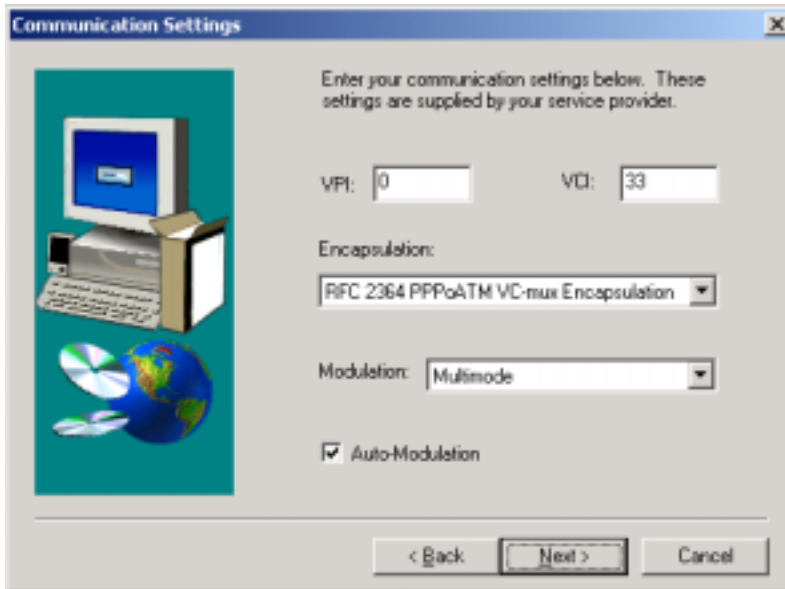 Communication Settings
Enter your communication settings below. These
settings are supplied by your service provider.
VPI: 0 VCI: 33
Encapsulation:
RFC 2364 PPPoATM VC-mux Encapsulation
Modulation: Multimode
Auto-Modulation
< Back Next > Cancel